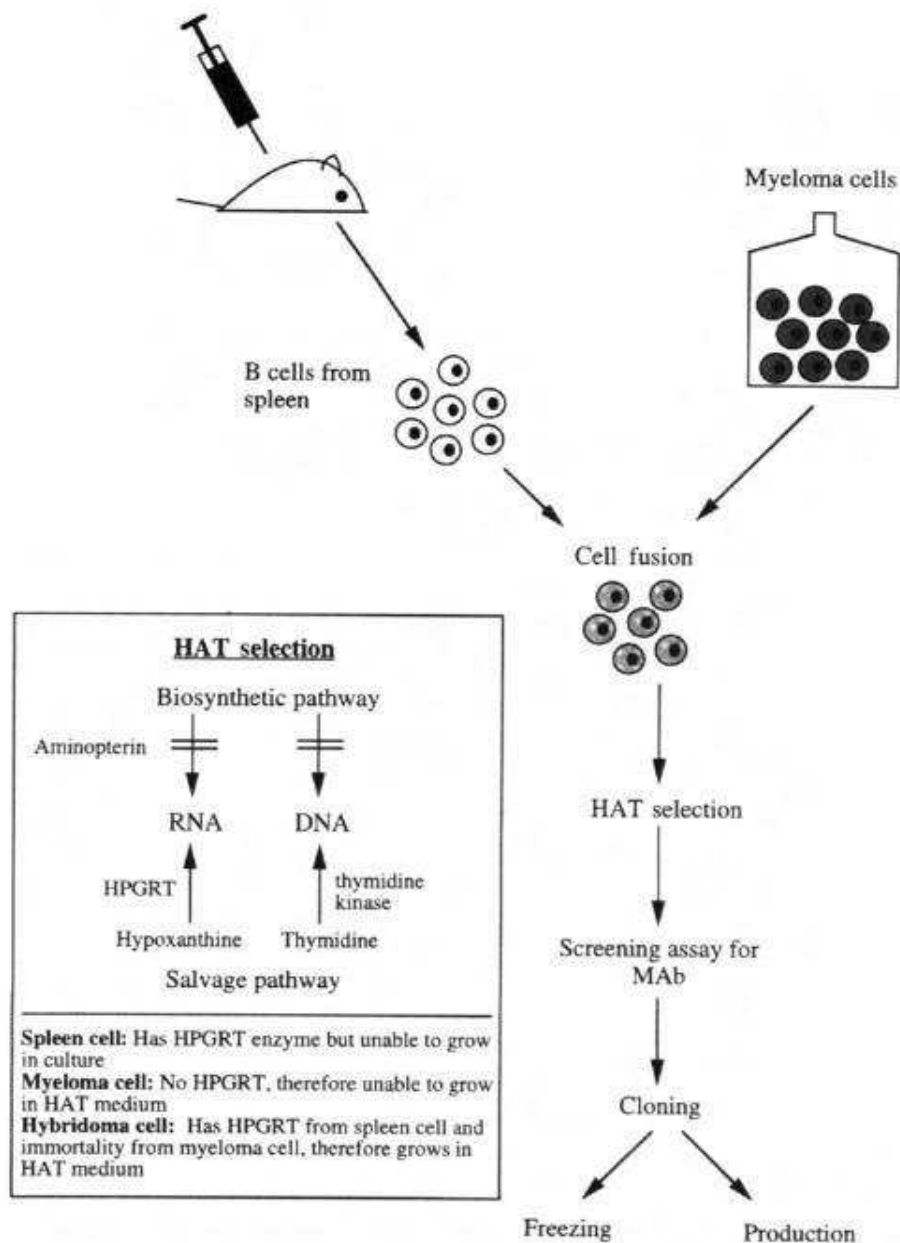 Myeloma cells
B cells from
spleen
Cell fusion
HAT selection
Biosynthetic pathway
Aminopterin
RNA DNA
HPGRT
thymidine
kinase
Hypoxanthine Thymidine
Salvage pathway
Spleen cell: Has HPGRT enzyme but unable to grow
in culture
Myeloma cell: No HPGRT, therefore unable to grow
in HAT medium
Hybridoma cell: Has HPGRT from spleen cell and
immortality from myeloma cell, therefore grows in
HAT medium
HAT selection
Screening assay for
MAb
Cloning
Freezing Production